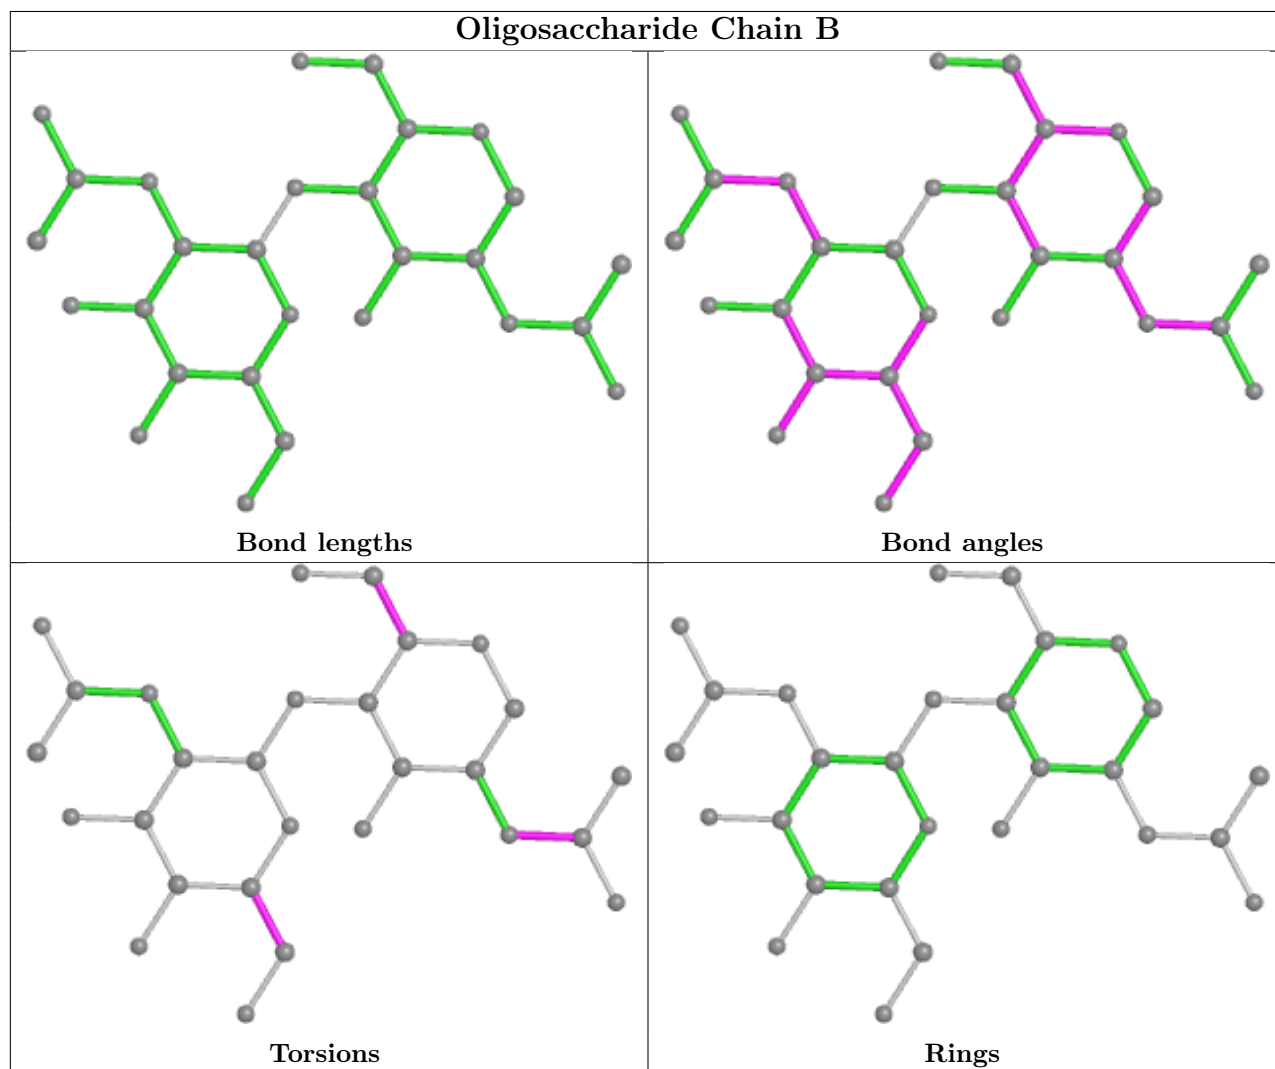 Oligosaccharide Chain B
Bond lengths
Bond angles
Torsions
Rings